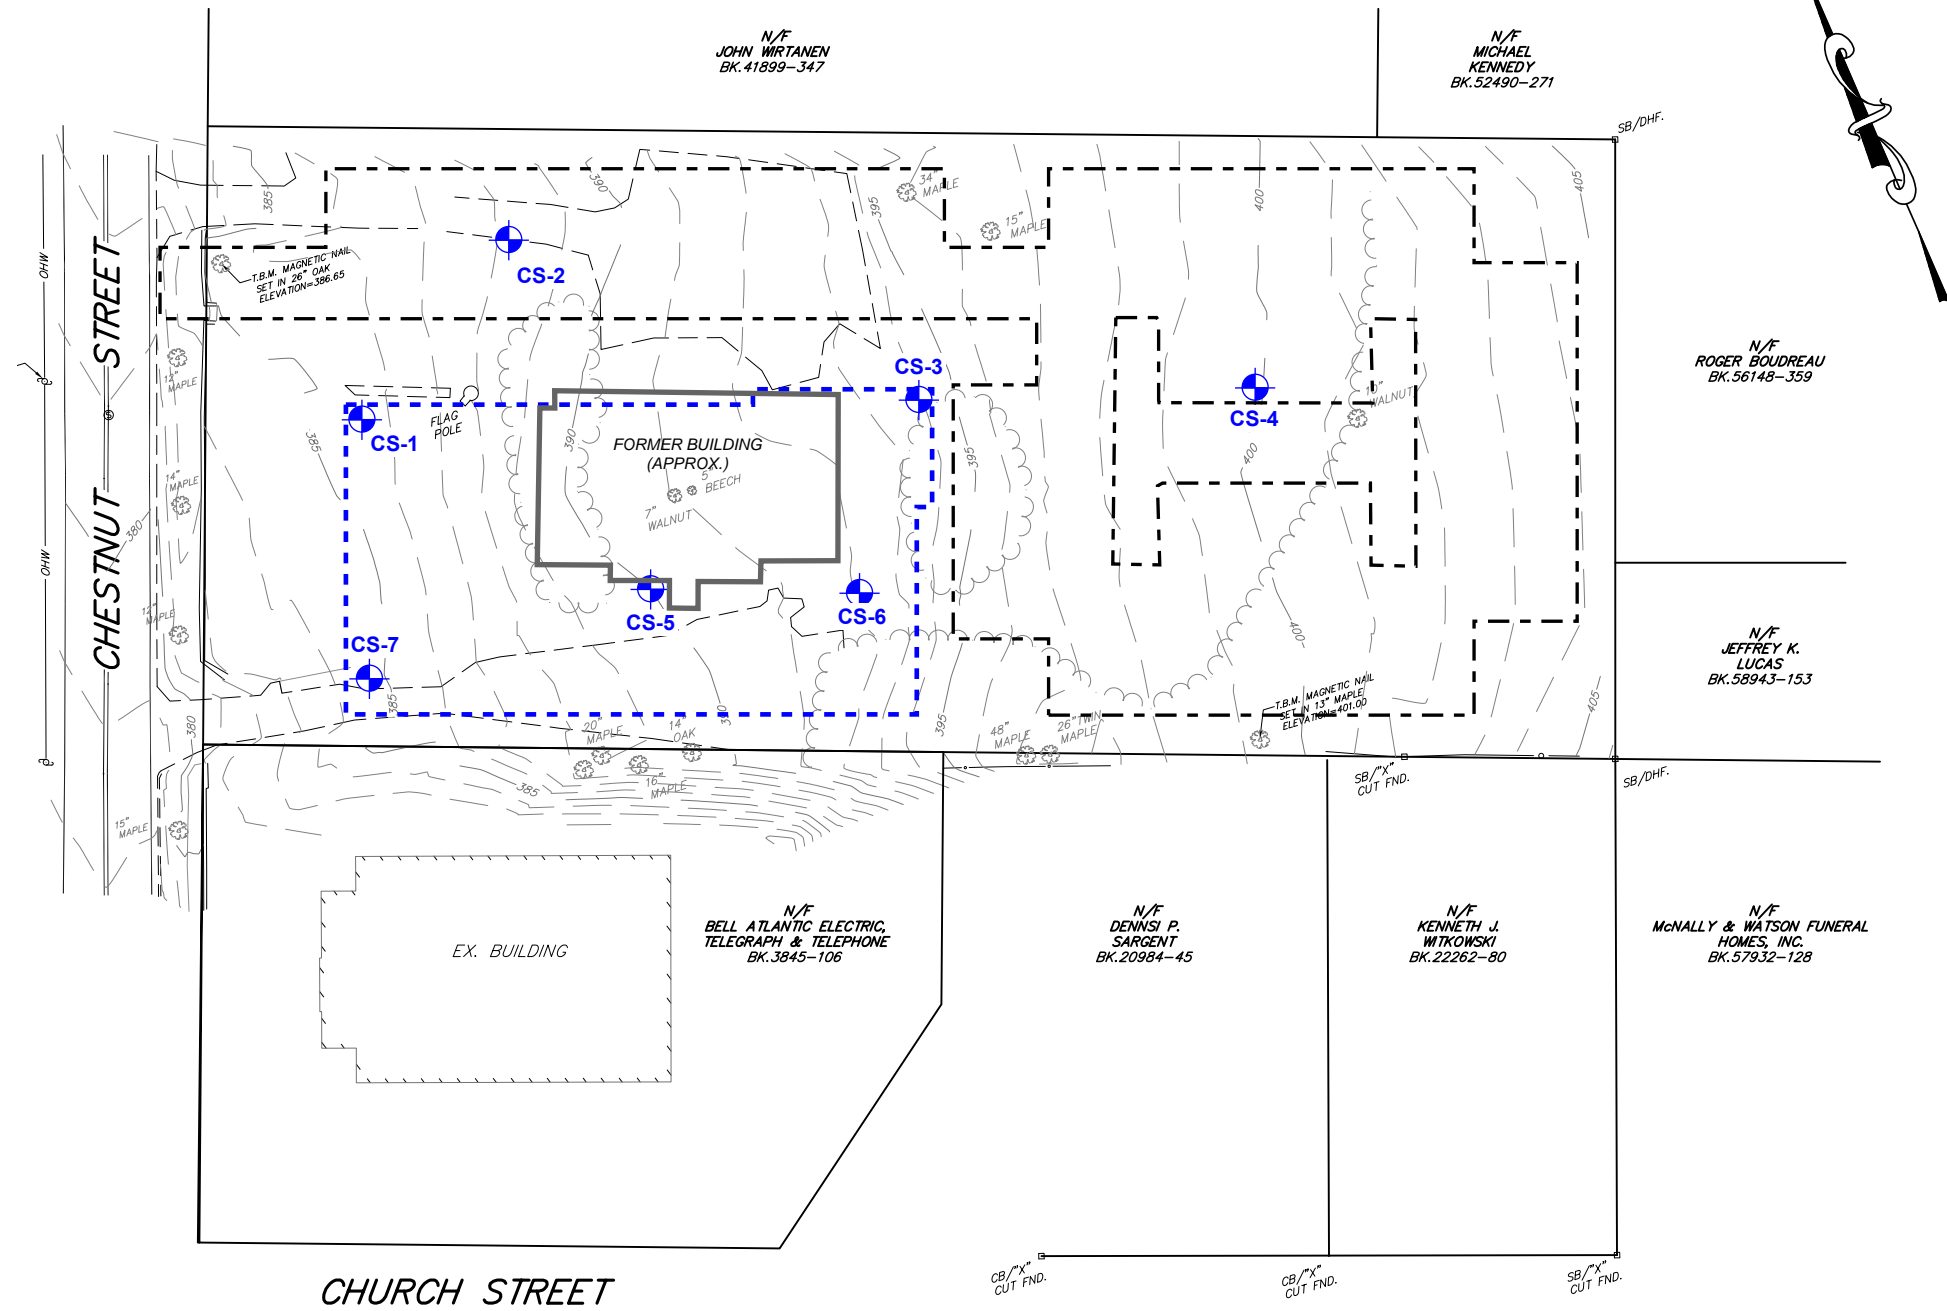 N/F
JOHN WIRTANEN
BK.41899-347
N/F
MICHAEL
KENNEDY
BK.52490-271
SB/DHF.
OHW
CHESTNUT STREET
OHW
385
390
34"
MAPLE
395
15"
MAPLE
400
405
T.B.M. MAGNETIC NAIL
SET IN 26" OAK
ELEVATION=386.65
CS-2
12"
MAPLE
CS-3
CS-4
10"
WALNUT
N/F
ROGER BOUDREAU
BK.56148-359
FLAG
POLE
CS-1
385
390
FORMER BUILDING
(APPROX.)
5"
BEECH
7"
WALNUT
395
400
14"
MAPLE
380
S
12"
MAPLE
CS-5
CS-6
CS-7
400
N/F
JEFFREY K.
LUCAS
BK.58943-153
385
390
395
405
380
T.B.M. MAGNETIC NAIL
SET IN 13" MAPLE
ELEVATION=401.00
20"
MAPLE
14"
OAK
16"
MAPLE
48"
MAPLE
26" TWIN
MAPLE
385
SB/"X"
CUT FND.
SB/DHF.
15"
MAPLE
EX. BUILDING
N/F
BELL ATLANTIC ELECTRIC,
TELEGRAPH & TELEPHONE
BK.3845-106
N/F
DENNSI P.
SARGENT
BK.20984-45
N/F
KENNETH J.
WITKOWSKI
BK.22262-80
N/F
McNALLY & WATSON FUNERAL
HOMES, INC.
BK.57932-128
CB/"X"
CUT FND.
CB/"X"
CUT FND.
SB/"X"
CUT FND.
CHURCH STREET